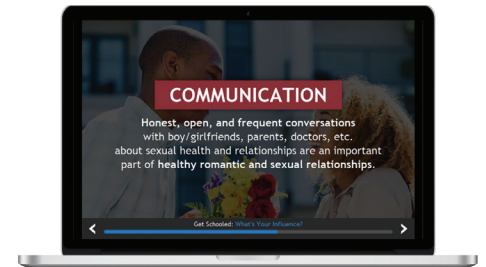 COMMUNICATION
Honest, open, and frequent conversations
with boy/girlfriends, parents, doctors, etc.
about sexual health and relationships are an important
part of healthy romantic and sexual relationships.
Get Schooled: What's Your Influence?